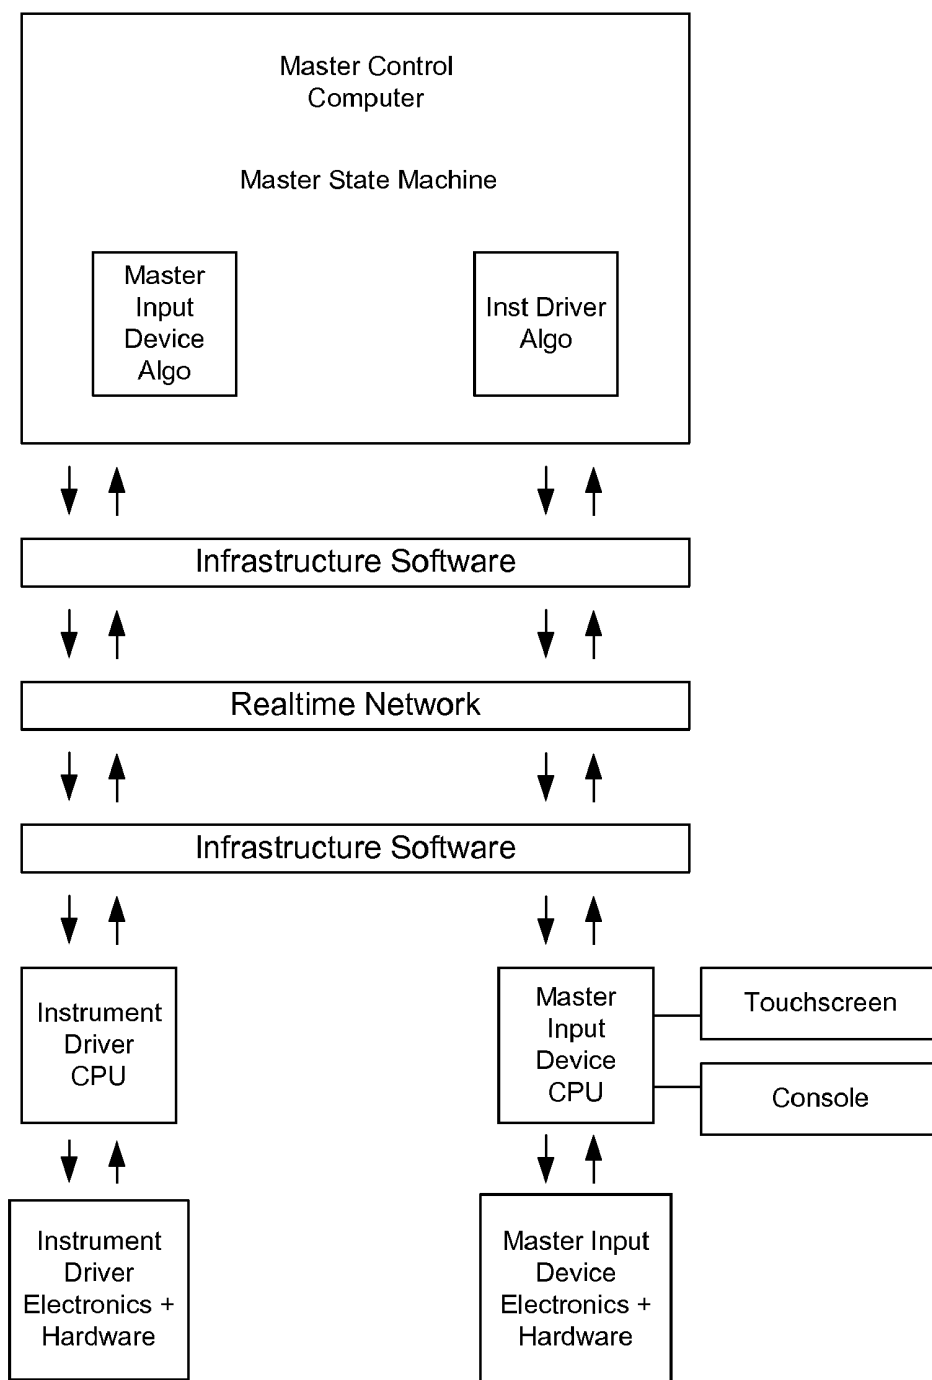 Master Control
Computer
Master State Machine
Master
Input
Device
Algo
Inst Driver
Algo
Infrastructure Software
Realtime Network
Infrastructure Software
Instrument
Driver
CPU
Master
Input
Device
CPU
Touchscreen
Console
Instrument
Driver
Electronics +
Hardware
Master Input
Device
Electronics +
Hardware